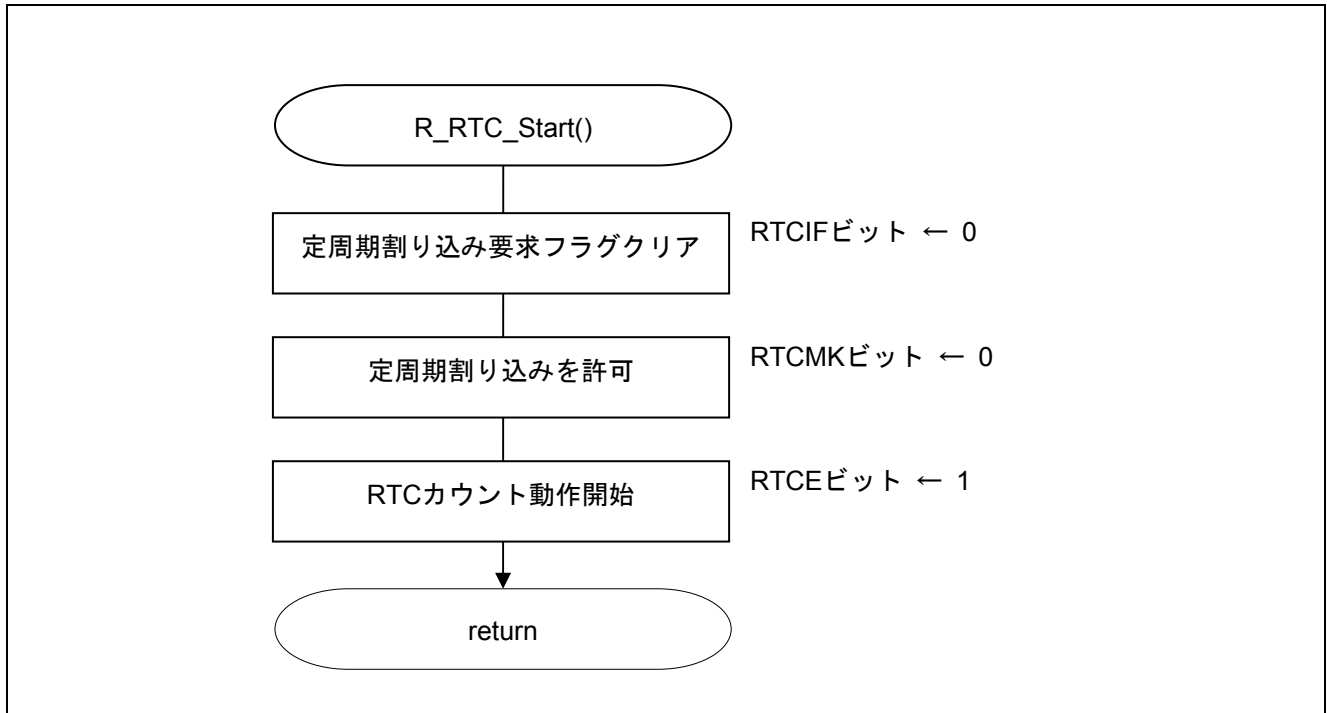 R_RTC_Start()
定周期割り込み要求フラグクリア
RTCIFビット ← 0
定周期割り込みを許可
RTCMKビット ← 0
RTCカウント動作開始
RTCEビット ← 1
return